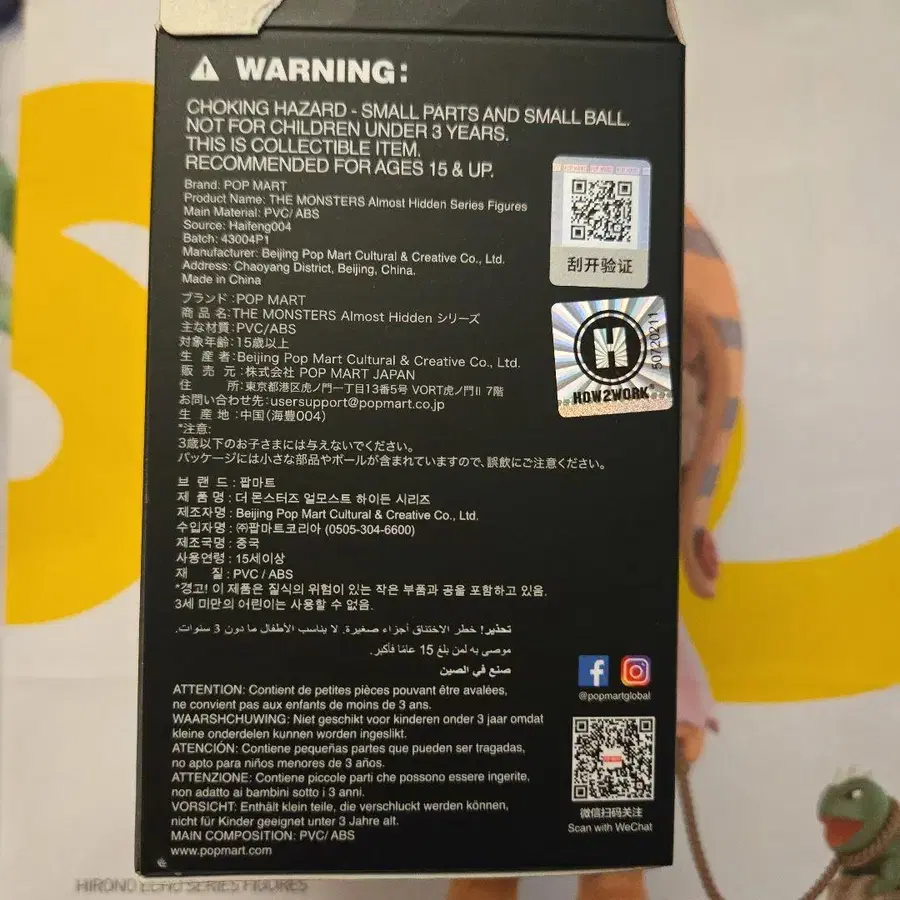 WARNING:
CHOKING HAZARD - SMALL PARTS AND SMALL BALL.
NOT FOR CHILDREN UNDER 3 YEARS.
THIS IS COLLECTIBLE ITEM.
RECOMMENDED FOR AGES 15 & UP.
Brand: POP MART
Product Name: THE MONSTERS Almost Hidden Series Figures
Main Material: PVC/ ABS
Source: Haifeng004
Batch: 43004P1
Manufacturer: Beijing Pop Mart Cultural & Creative Co., Ltd.
Address: Chaoyang District, Beijing, China.
Made in China
刮开验证
ブランド:POP MART
商品名:THE MONSTERS Almost Hidden シリーズ
主な材質:PVC/ABS
対象年齢:15歳以上
生産者:Beijing Pop Mart Cultural & Creative Co., Ltd.
販売元:株式会社 POP MART JAPAN
住所:東京都港区虎ノ門一丁目13番5号 VORT虎ノ門II 7階
お問い合わせ先:usersupport@popmart.co.jp
生産地:中国(海豊004)
*注意:
3歳以下のお子さまには与えないでください。
パッケージには小さな部品やボールが含まれていますので、誤飲にご注意ください。
H
50720211
HOW2WORK
브 랜 드 : 팝마트
제 품 명 : 더 몬스터즈 얼모스트 하이든 시리즈
제조자명 : Beijing Pop Mart Cultural & Creative Co., Ltd.
수입자명 : ㈜팝마트코리아 (0505-304-6600)
제조국명 : 중국
사용연령 : 15세이상
재 질 : PVC / ABS
*경고! 이 제품은 질식의 위험이 있는 작은 부품과 공을 포함하고 있음.
3세 미만의 어린이는 사용할 수 없음.
تحذير! خطر الاختناق أجزاء صغيرة. لا يناسب الأطفال ما دون 3 سنوات.
موصى به لمن بلغ 15 عامًا فأكبر.
صنع في الصين
@popmartglobal
ATTENTION: Contient de petites pièces pouvant être avalées,
ne convient pas aux enfants de moins de 3 ans.
WAARSHCHUWING: Niet geschikt voor kinderen onder 3 jaar omdat
kleine onderdelen kunnen worden ingeslikt.
ATENCIÓN: Contiene pequeñas partes que pueden ser tragadas,
no apto para niños menores de 3 años.
ATTENZIONE: Contiene piccole parti che possono essere ingerite,
non adatto ai bambini sotto i 3 anni.
VORSICHT: Enthält klein teile, die verschluckt werden können,
nicht für Kinder geeignet unter 3 Jahre alt.
MAIN COMPOSITION: PVC/ ABS
www.popmart.com
微信扫码关注
Scan with WeChat
HIRONO ECHO SERIES FIGURES